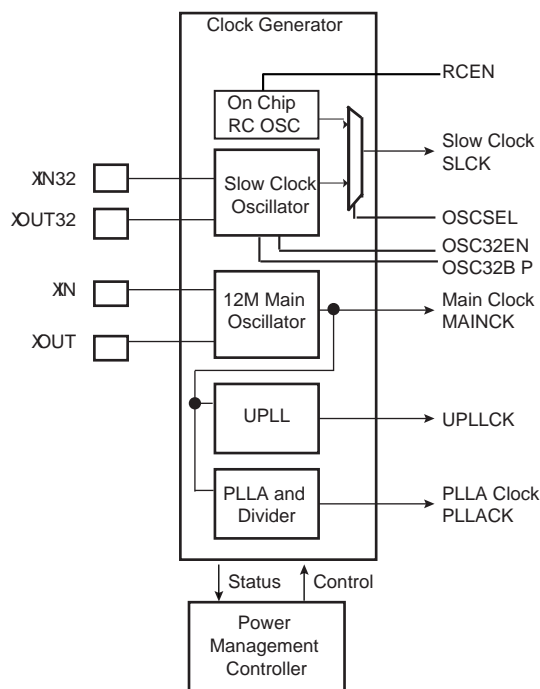 Clock Generator
RCEN
On Chip
RC OSC
Slow Clock
SLCK
XIN32
Slow Clock
Oscillator
XOUT32
OSCSEL
OSC32EN
OSC32B P
XIN
12M Main
Oscillator
Main Clock
MAINCK
XOUT
UPLL
UPLLCK
PLLA and
Divider
PLLA Clock
PLLACK
Status
Control
Power
Management
Controller